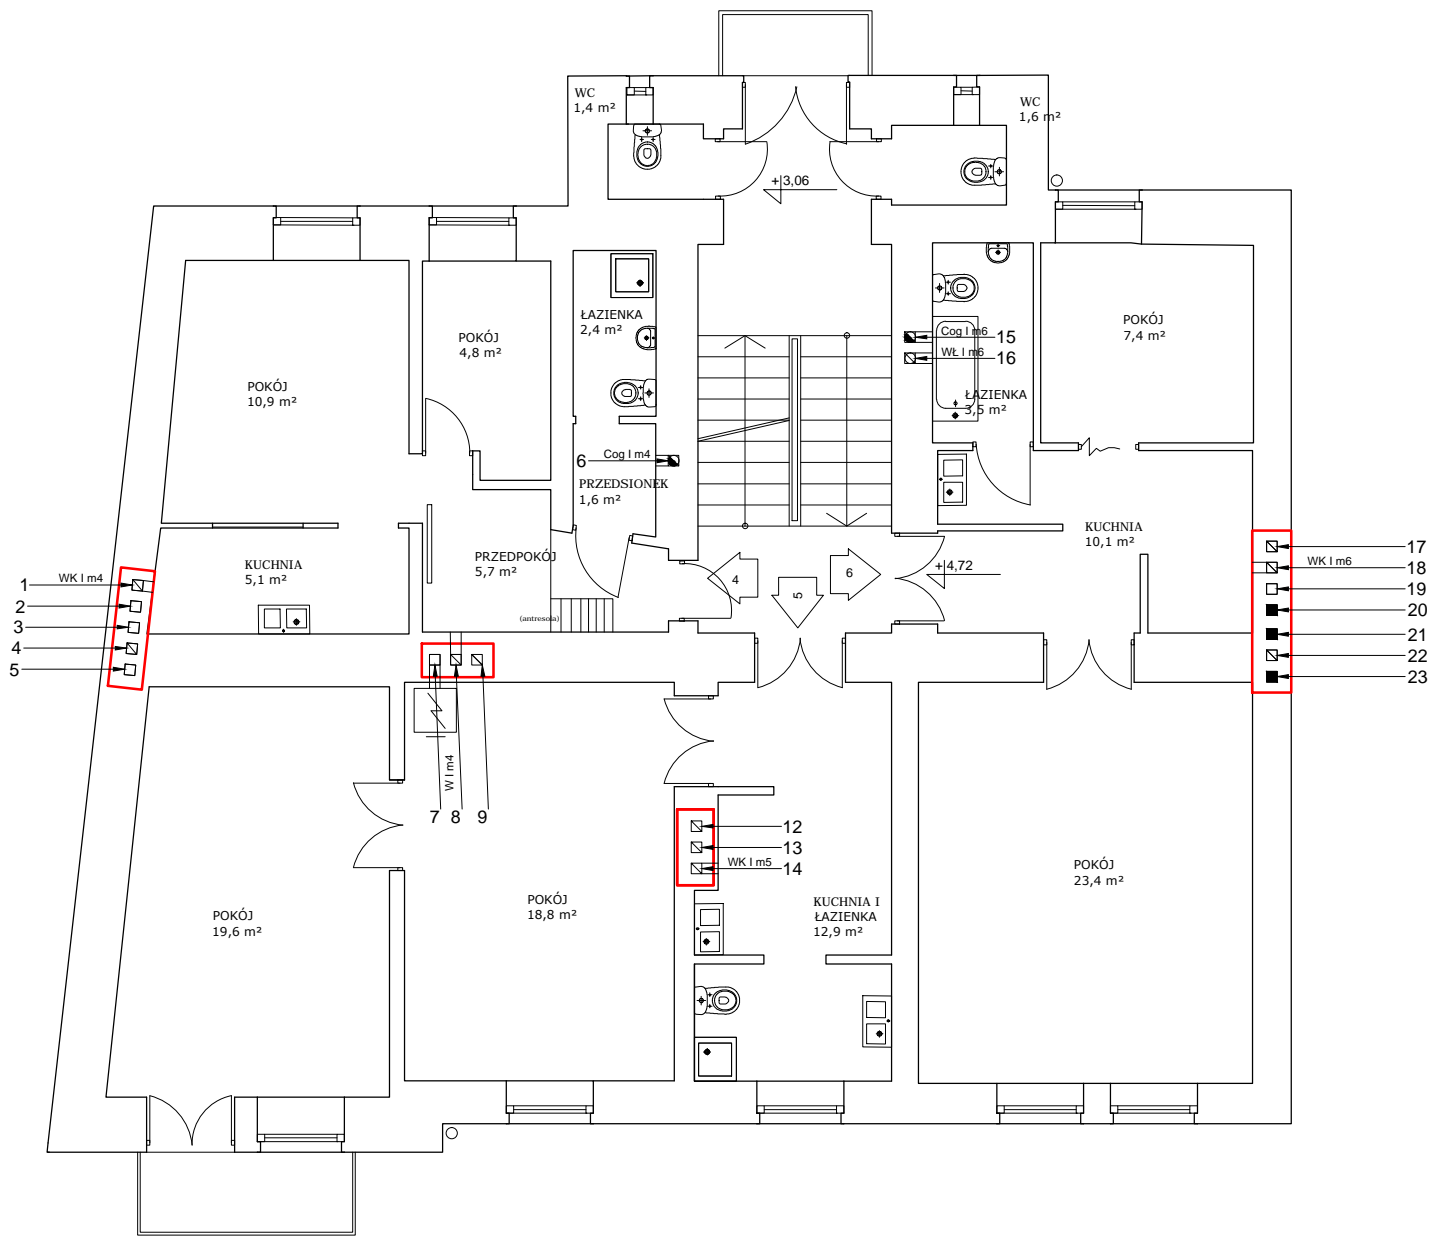 WC
1,4 m²
WC
1,6 m²
+3,06
ŁAZIENKA
2,4 m²
POKÓJ
4,8 m²
POKÓJ
10,9 m²
POKÓJ
7,4 m²
Cog I m6
15
WŁ I m6
16
ŁAZIENKA
3,5 m²
6
Cog I m4
PRZEDSIONEK
1,6 m²
KUCHNIA
10,1 m²
KUCHNIA
5,1 m²
PRZEDPOKÓJ
5,7 m²
(antresola)
4
5
6
+4,72
1
WK I m4
2
3
4
5
17
WK I m6
18
19
20
21
22
23
W I m4
7
8
9
12
13
WK I m5
14
POKÓJ
23,4 m²
POKÓJ
18,8 m²
KUCHNIA I
ŁAZIENKA
12,9 m²
POKÓJ
19,6 m²